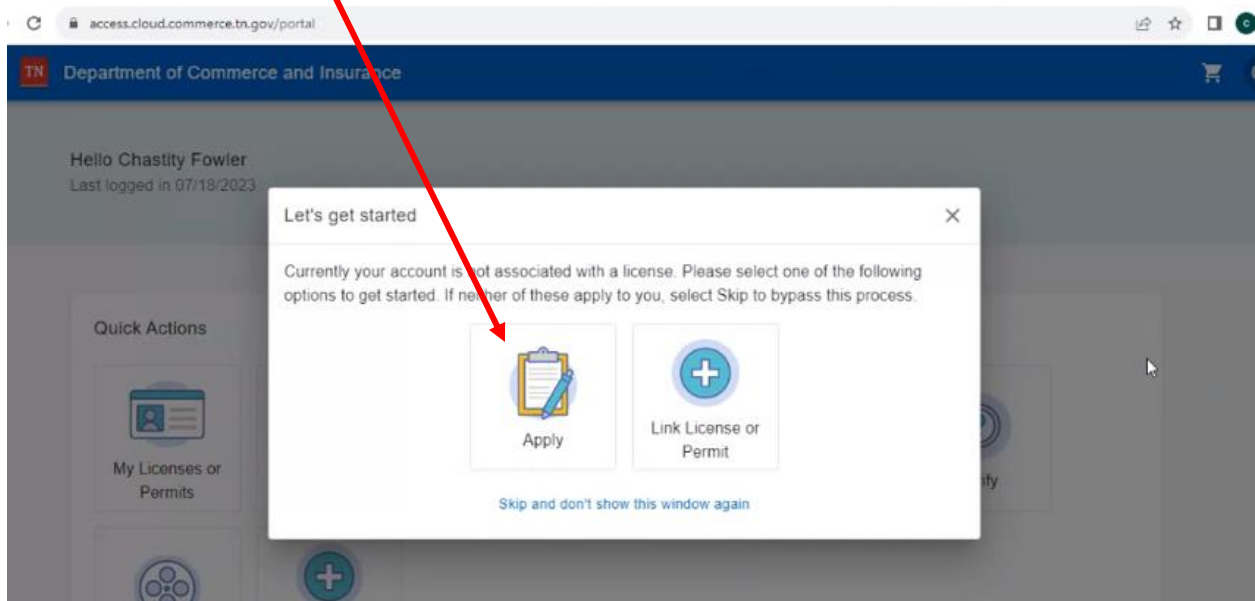 access.cloud.commerce.tn.gov/portal
TN Department of Commerce and Insurance
Hello Chastity Fowler
Last logged in 07/18/2023
Let's get started
Currently your account is not associated with a license. Please select one of the following
options to get started. If neither of these apply to you, select Skip to bypass this process.
Quick Actions
Apply
Link License or
Permit
My Licenses or
Permits
Skip and don't show this window again